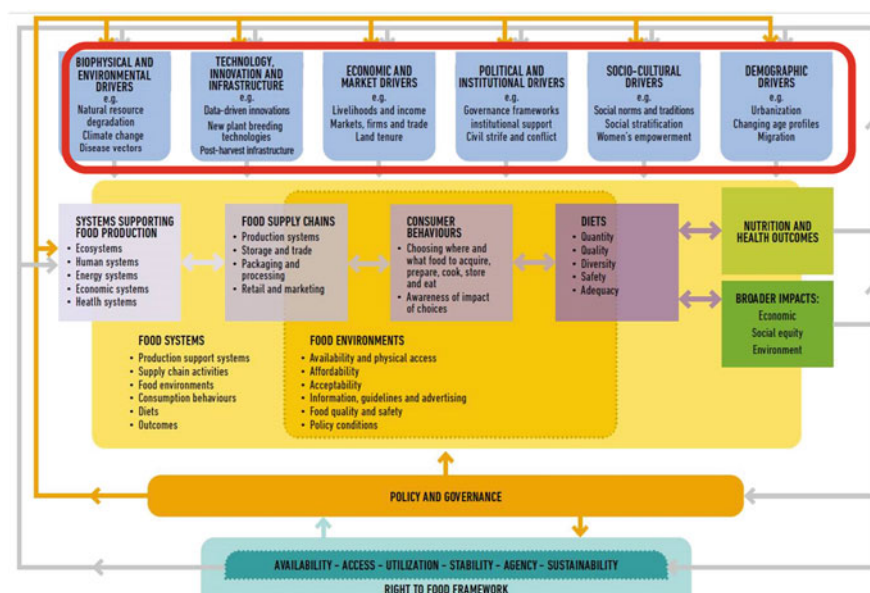 BIOPHYSICAL AND
ENVIRONMENTAL
DRIVERS
e.g.
Natural resource
degradation
Climate change
Disease vectors
TECHNOLOGY,
INNOVATION AND
INFRASTRUCTURE
e.g.
Data-driven innovations
New plant breeding
technologies
Post-harvest infrastructure
ECONOMIC AND
MARKET DRIVERS
e.g.
Livelihoods and income
Markets, firms and trade
Land tenure
POLITICAL AND
INSTITUTIONAL DRIVERS
e.g.
Governance frameworks
institutional support
Civil strife and conflict
SOCIO-CULTURAL
DRIVERS
e.g.
Social norms and traditions
Social stratification
Women's empowerment
DEMOGRAPHIC
DRIVERS
e.g.
Urbanization
Changing age profiles
Migration
SYSTEMS SUPPORTING
FOOD PRODUCTION
• Ecosystems
• Human systems
• Energy systems
• Economic systems
• Health systems
FOOD SUPPLY CHAINS
• Production systems
• Storage and trade
• Packaging and
processing
• Retail and marketing
CONSUMER
BEHAVIOURS
• Choosing where and
what food to acquire,
prepare, cook, store
and eat
• Awareness of impact
of choices
DIETS
• Quantity
• Quality
• Diversity
• Safety
• Adequacy
NUTRITION AND
HEALTH OUTCOMES
BROADER IMPACTS:
Economic
Social equity
Environment
FOOD SYSTEMS
• Production support systems
• Supply chain activities
• Food environments
• Consumption behaviours
• Diets
• Outcomes
FOOD ENVIRONMENTS
• Availability and physical access
• Affordability
• Acceptability
• Information, guidelines and advertising
• Food quality and safety
• Policy conditions
POLICY AND GOVERNANCE
AVAILABILITY - ACCESS - UTILIZATION - STABILITY - AGENCY - SUSTAINABILITY
RIGHT TO FOOD FRAMEWORK